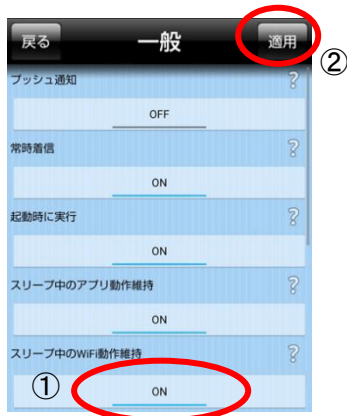 戻る 一般 適用
②
プッシュ通知 ?
OFF
常時着信 ?
ON
起動時に実行 ?
ON
スリープ中のアプリ動作維持 ?
ON
スリープ中のWiFi動作維持 ?
① ON